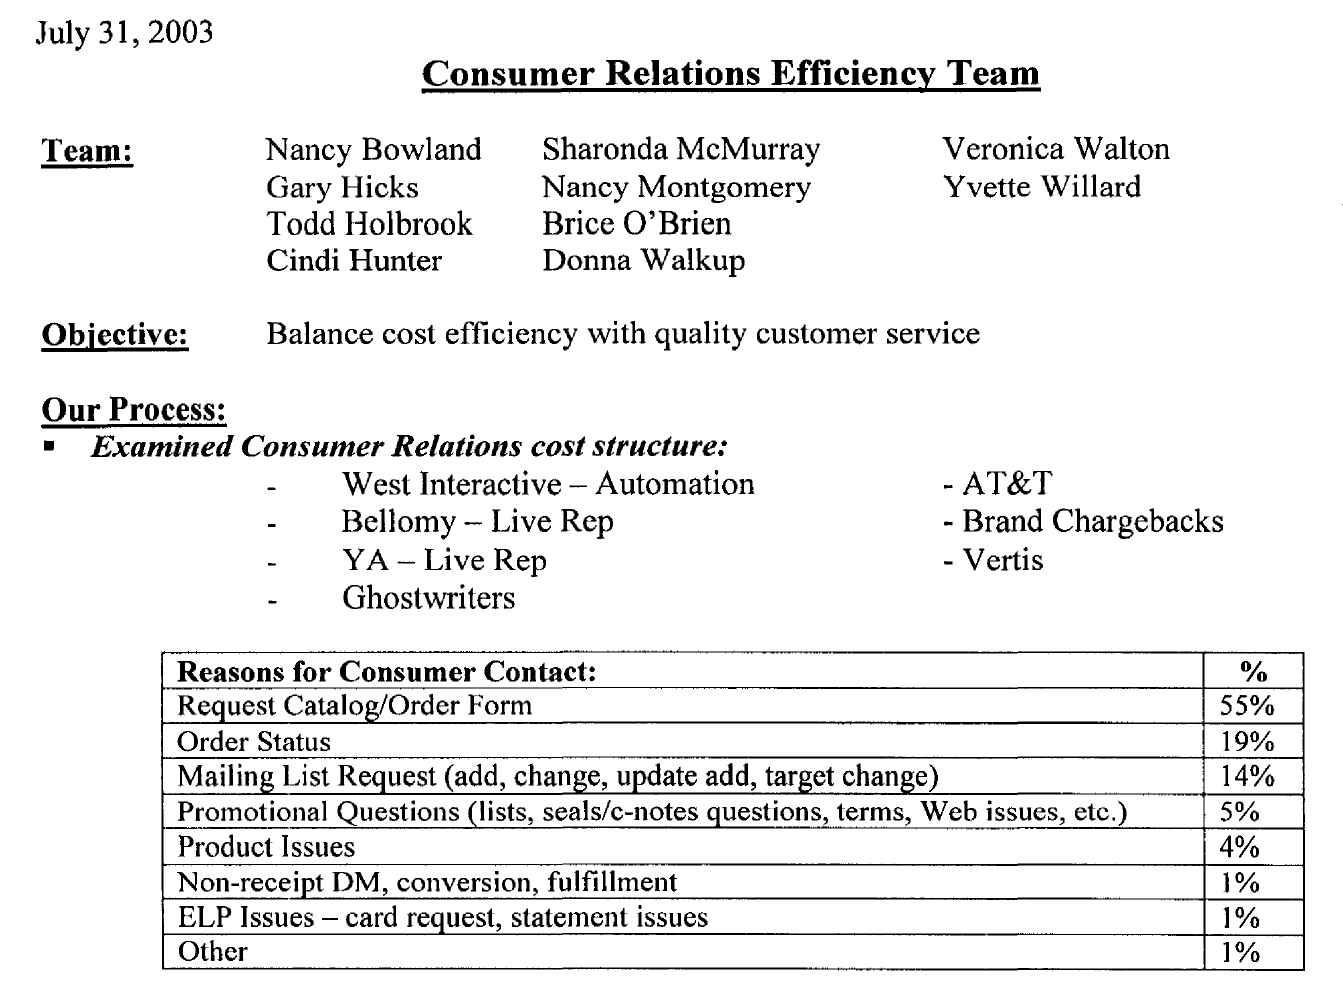 July 31, 2003
Consumer Relations Efficiency Team
Team: Nancy Bowland Sharonda McMurray Veronica Walton
Gary Hicks Nancy Montgomery Yvette Willard
Todd Holbrook Brice O'Brien
Cindi Hunter Donna Walkup
Objective: Balance cost efficiency with quality customer service
Our Process:
▪ Examined Consumer Relations cost structure:
- West Interactive – Automation - AT&T
- Bellomy – Live Rep - Brand Chargebacks
- YA – Live Rep - Vertis
- Ghostwriters
Reasons for Consumer Contact: %
Request Catalog/Order Form 55%
Order Status 19%
Mailing List Request (add, change, update add, target change) 14%
Promotional Questions (lists, seals/c-notes questions, terms, Web issues, etc.) 5%
Product Issues 4%
Non-receipt DM, conversion, fulfillment 1%
ELP Issues – card request, statement issues 1%
Other 1%